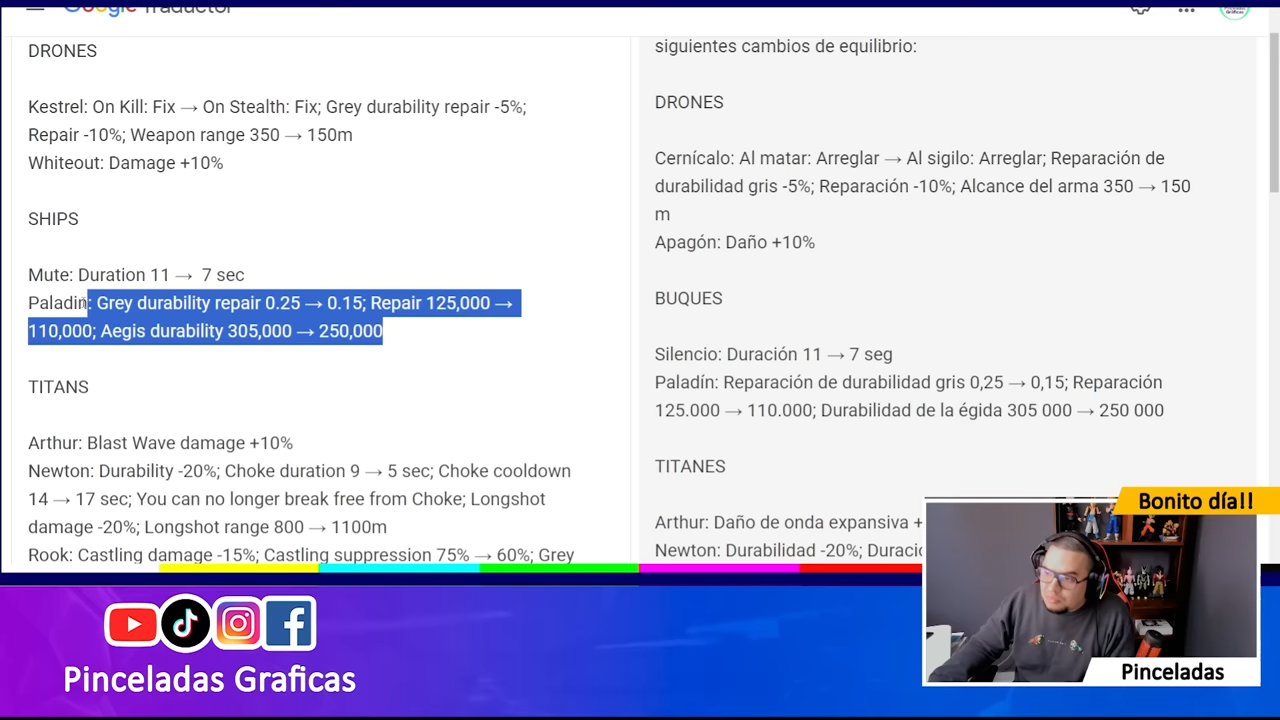 Google Traductor
DRONES
Kestrel: On Kill: Fix → On Stealth: Fix; Grey durability repair -5%;
Repair -10%; Weapon range 350 → 150m
Whiteout: Damage +10%
SHIPS
Mute: Duration 11 → 7 sec
Paladin: Grey durability repair 0.25 → 0.15; Repair 125,000 →
110,000; Aegis durability 305,000 → 250,000
TITANS
Arthur: Blast Wave damage +10%
Newton: Durability -20%; Choke duration 9 → 5 sec; Choke cooldown
14 → 17 sec; You can no longer break free from Choke; Longshot
damage -20%; Longshot range 800 → 1100m
Rook: Castling damage -15%; Castling suppression 75% → 60%; Grey
siguientes cambios de equilibrio:
DRONES
Cernícalo: Al matar: Arreglar → Al sigilo: Arreglar; Reparación de
durabilidad gris -5%; Reparación -10%; Alcance del arma 350 → 150
m
Apagón: Daño +10%
BUQUES
Silencio: Duración 11 → 7 seg
Paladín: Reparación de durabilidad gris 0,25 → 0,15; Reparación
125.000 → 110.000; Durabilidad de la égida 305 000 → 250 000
TITANES
Arthur: Daño de onda expansiva +
Newton: Durabilidad -20%; Duració
Bonito día!!
Pinceladas
Pinceladas Graficas